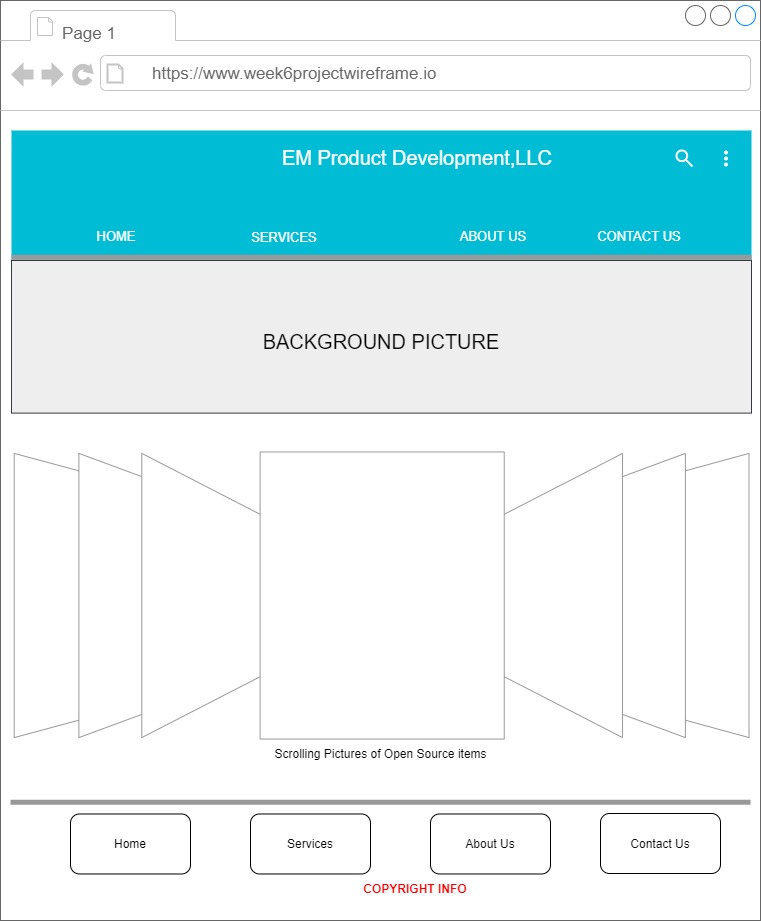 Page 1
https://www.week6projectwireframe.io
EM Product Development,LLC
HOME SERVICES ABOUT US CONTACT US
BACKGROUND PICTURE
Scrolling Pictures of Open Source items
Home Services About Us Contact Us
COPYRIGHT INFO